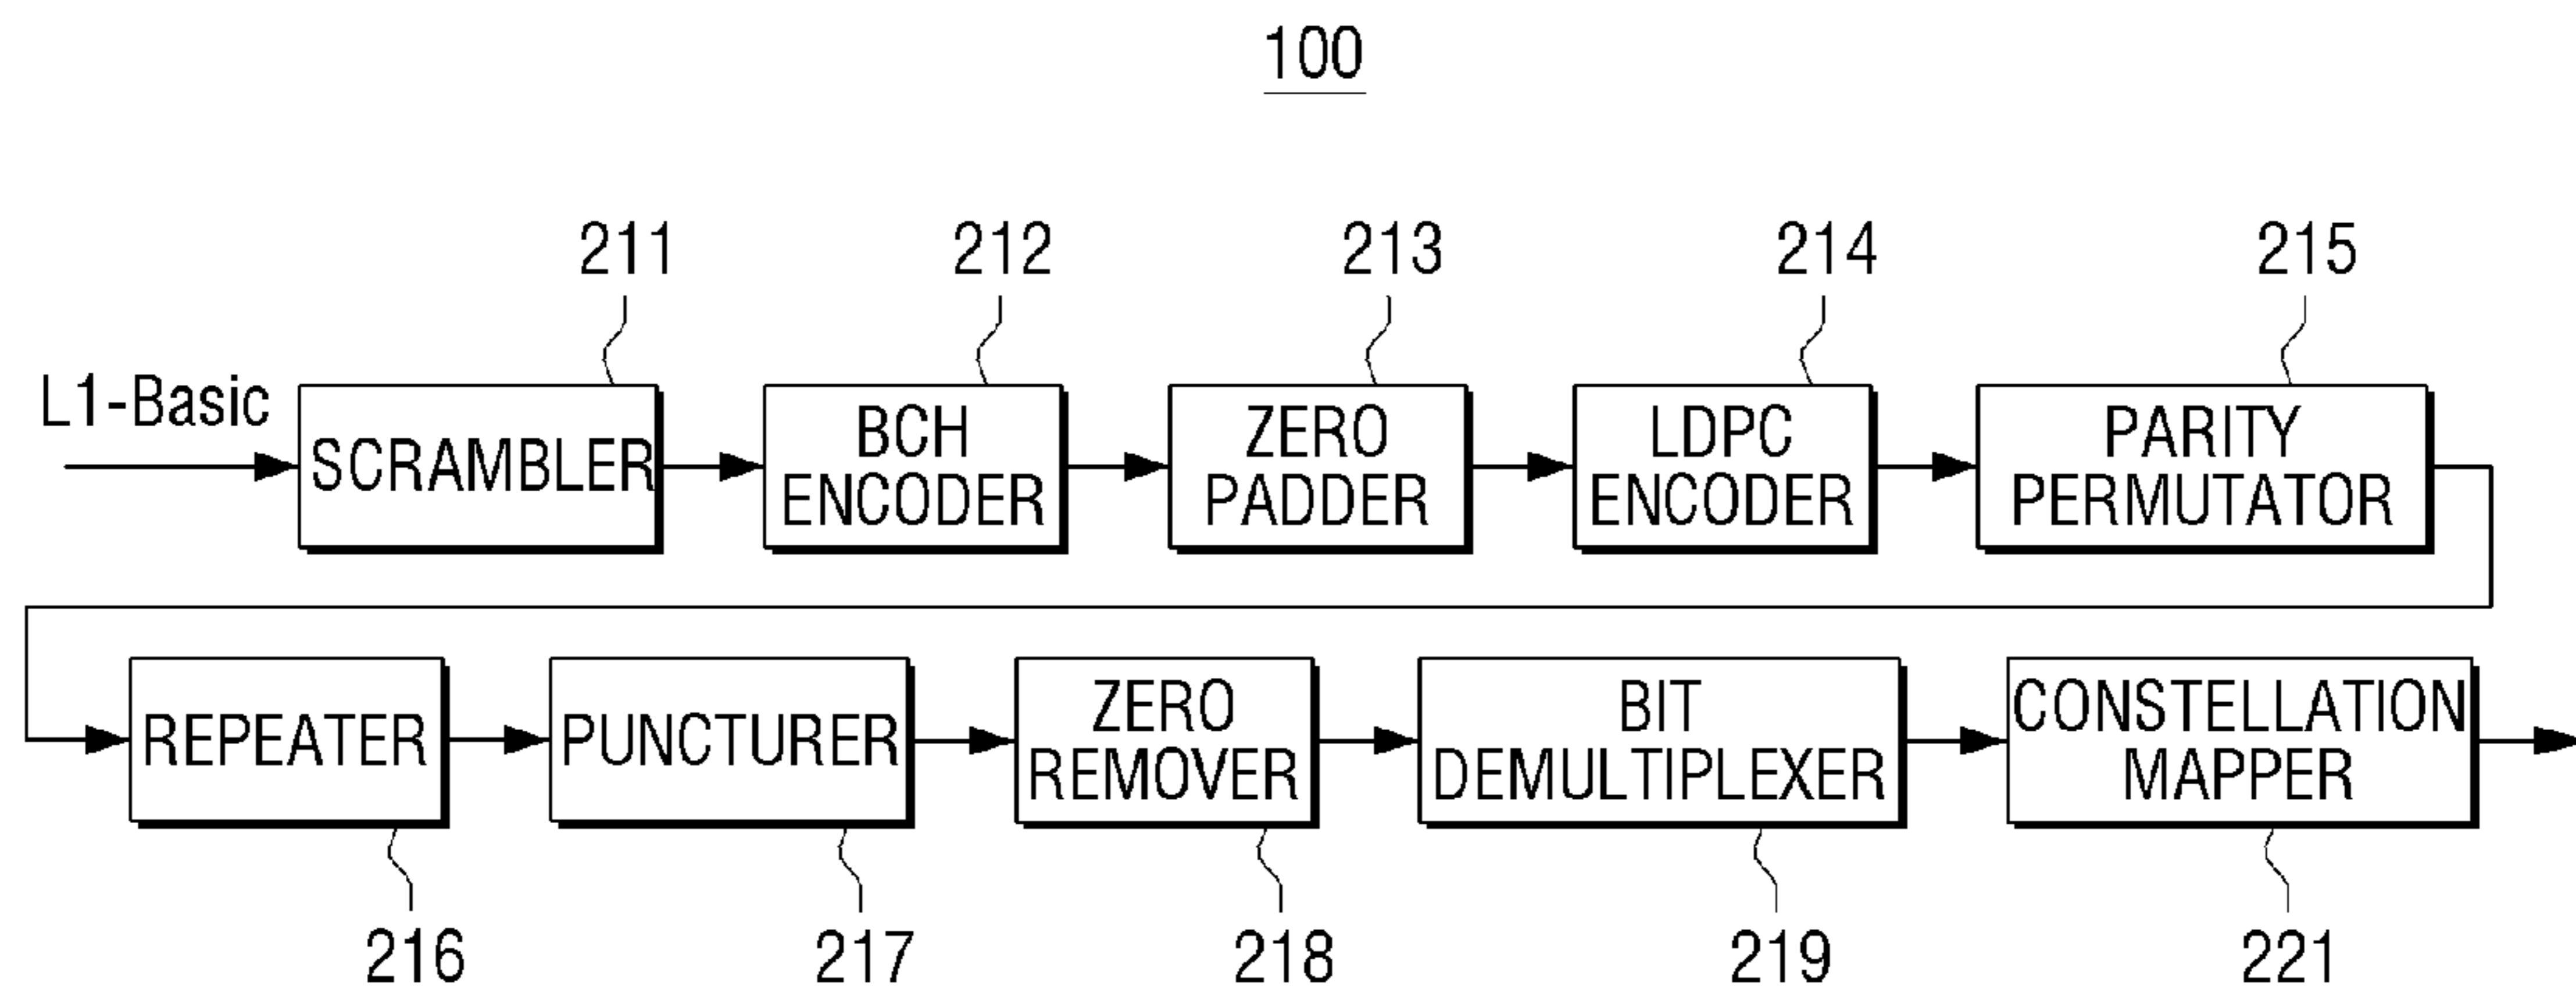 100
211
212
213
214
215
L1-Basic
SCRAMBLER
BCH
ENCODER
ZERO
PADDER
LDPC
ENCODER
PARITY
PERMUTATOR
REPEATER
PUNCTURER
ZERO
REMOVER
BIT
DEMULTIPLEXER
CONSTELLATION
MAPPER
216
217
218
219
221